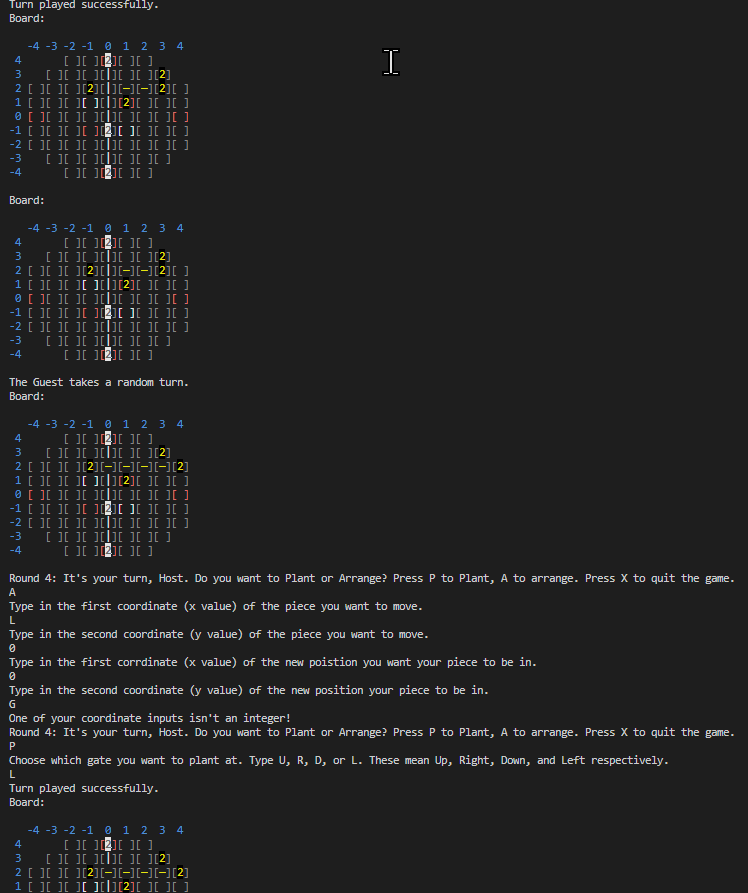 Turn played successfully.
Board:
-4 -3 -2 -1 0 1 2 3 4
4 [ ][ ][2][ ][ ]
3 [ ][ ][ ][|][ ][ ][2]
2 [ ][ ][ ][2][|][—][—][2][ ]
1 [ ][ ][ ][ ][|][2][ ][ ][ ]
0 [ ][ ][ ][ ][|][ ][ ][ ][ ]
-1 [ ][ ][ ][ ][2][ ][ ][ ][ ]
-2 [ ][ ][ ][ ][|][ ][ ][ ][ ]
-3 [ ][ ][ ][|][ ][ ][ ]
-4 [ ][ ][2][ ][ ]
Board:
-4 -3 -2 -1 0 1 2 3 4
4 [ ][ ][2][ ][ ]
3 [ ][ ][ ][|][ ][ ][2]
2 [ ][ ][ ][2][|][—][—][2][ ]
1 [ ][ ][ ][ ][|][2][ ][ ][ ]
0 [ ][ ][ ][ ][|][ ][ ][ ][ ]
-1 [ ][ ][ ][ ][2][ ][ ][ ][ ]
-2 [ ][ ][ ][ ][|][ ][ ][ ][ ]
-3 [ ][ ][ ][|][ ][ ][ ]
-4 [ ][ ][2][ ][ ]
The Guest takes a random turn.
Board:
-4 -3 -2 -1 0 1 2 3 4
4 [ ][ ][2][ ][ ]
3 [ ][ ][ ][|][ ][ ][2]
2 [ ][ ][ ][2][—][—][—][—][2]
1 [ ][ ][ ][ ][|][2][ ][ ][ ]
0 [ ][ ][ ][ ][|][ ][ ][ ][ ]
-1 [ ][ ][ ][ ][2][ ][ ][ ][ ]
-2 [ ][ ][ ][ ][|][ ][ ][ ][ ]
-3 [ ][ ][ ][|][ ][ ][ ]
-4 [ ][ ][2][ ][ ]
Round 4: It's your turn, Host. Do you want to Plant or Arrange? Press P to Plant, A to arrange. Press X to quit the game.
A
Type in the first coordinate (x value) of the piece you want to move.
L
Type in the second coordinate (y value) of the piece you want to move.
0
Type in the first corrdinate (x value) of the new poistion you want your piece to be in.
0
Type in the second coordinate (y value) of the new position your piece to be in.
G
One of your coordinate inputs isn't an integer!
Round 4: It's your turn, Host. Do you want to Plant or Arrange? Press P to Plant, A to arrange. Press X to quit the game.
P
Choose which gate you want to plant at. Type U, R, D, or L. These mean Up, Right, Down, and Left respectively.
L
Turn played successfully.
Board:
-4 -3 -2 -1 0 1 2 3 4
4 [ ][ ][2][ ][ ]
3 [ ][ ][ ][|][ ][ ][2]
2 [ ][ ][ ][2][—][—][—][—][2]
1 [ ][ ][ ][ ][|][2][ ][ ][ ]